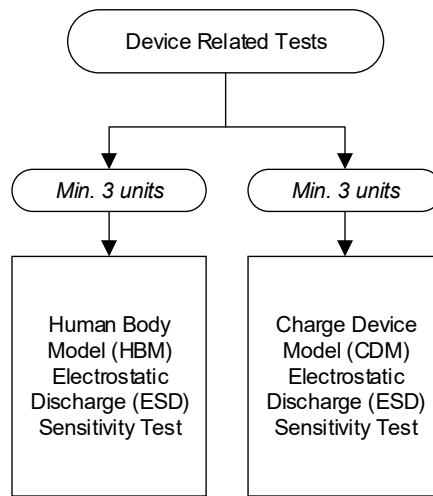 Device Related Tests
Min. 3 units
Min. 3 units
Human Body
Model (HBM)
Electrostatic
Discharge (ESD)
Sensitivity Test
Charge Device
Model (CDM)
Electrostatic
Discharge (ESD)
Sensitivity Test